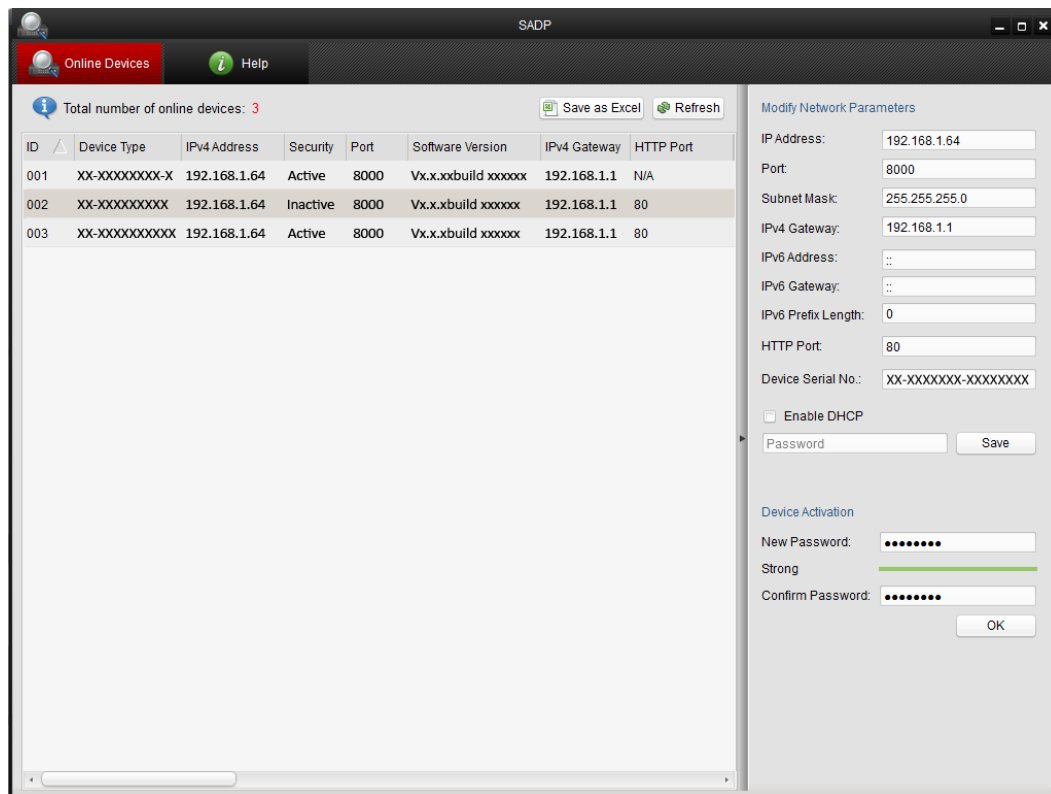 SADP
Online Devices Help
Total number of online devices: 3 Save as Excel Refresh
ID Device Type IPv4 Address Security Port Software Version IPv4 Gateway HTTP Port
001 XX-XXXXXXXX-X 192.168.1.64 Active 8000 Vx.x.xxbuild xxxxxx 192.168.1.1 N/A
002 XX-XXXXXXXXX 192.168.1.64 Inactive 8000 Vx.x.xbuild xxxxxx 192.168.1.1 80
003 XX-XXXXXXXXXX 192.168.1.64 Active 8000 Vx.x.xbuild xxxxxx 192.168.1.1 80
Modify Network Parameters
IP Address: 192.168.1.64
Port: 8000
Subnet Mask: 255.255.255.0
IPv4 Gateway: 192.168.1.1
IPv6 Address: ::
IPv6 Gateway: ::
IPv6 Prefix Length: 0
HTTP Port: 80
Device Serial No.: XX-XXXXXXX-XXXXXXXX
Enable DHCP
Password Save
Device Activation
New Password: ••••••••
Strong
Confirm Password: ••••••••
OK